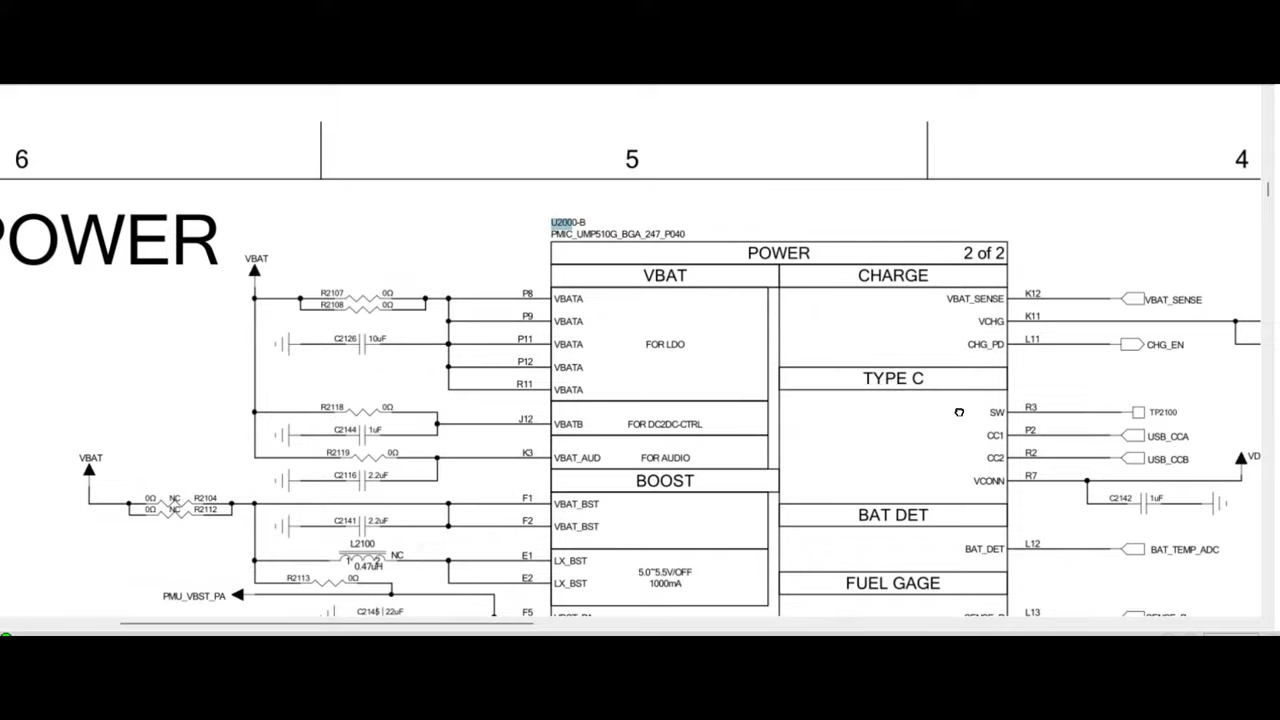 6 5 4
POWER
U2000-B
PMIC_UMP510G_BGA_247_P040
POWER 2 of 2
VBAT CHARGE
VBAT
R2107 0Ω P8 VBATA VBAT_SENSE K12 VBAT_SENSE
R2108 0Ω
P9 VBATA VCHG K11
C2126 10uF P11 VBATA FOR LDO CHG_PD L11 CHG_EN
P12 VBATA
TYPE C
R11 VBATA
R2118 0Ω SW R3 TP2100
J12 VBATB FOR DC2DC-CTRL
C2144 1uF CC1 P2 USB_CCA
R2119 0Ω K3 VBAT_AUD FOR AUDIO CC2 R2 USB_CCB
VBAT VD
C2116 2.2uF BOOST VCONN R7
0Ω NC R2104 F1 VBAT_BST C2142 1uF
0Ω NC R2112
BAT DET
C2141 2.2uF F2 VBAT_BST
L2100
1 2 NC E1 LX_BST BAT_DET L12 BAT_TEMP_ADC
0.47uH
5.0~5.5V/OFF
R2113 0Ω E2 LX_BST 1000mA FUEL GAGE
PMU_VBST_PA
C2145 22uF F5 L13